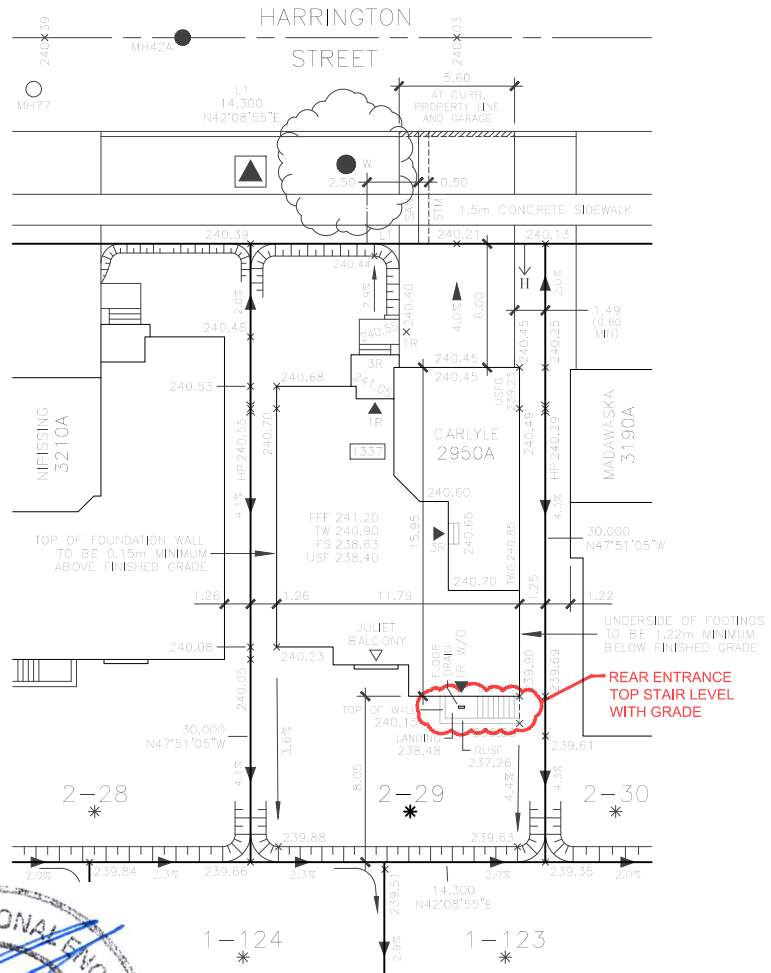 HARRINGTON
STREET
240.39
MH42A
240.03
MH77
L1
14.300
N42°08'55"E
5.60
AT CURB,
PROPERTY LINE
AND GARAGE
W
2.50
0.50
SAN
STM
1.5m CONCRETE SIDEWALK
240.39
L1
240.21
240.13
240.44
2.0%
2.9%
240.40
4.0%
6.00
H
2.0%
1.49
(0.60
MIN)
240.48
240.55
1R
240.45
240.25
240.53
240.68
3R
241.05
240.45
240.45
USFG
239.23
NIPISSING
3210A
HP 240.55
240.70
1R
1337
CARLYLE
2950A
240.49
HP 240.29
MADAWASKA
3190A
4.1%
FFF 241.20
TW 240.90
FS 238.63
USF 238.40
15.95
240.60
240.65
3R
TWG 240.85
4.3%
30.000
N47°51'05"W
TOP OF FOUNDATION WALL
TO BE 0.15m MINIMUM
ABOVE FINISHED GRADE
240.70
1.26
1.26
11.79
1.25
1.22
JULIET
BALCONY
UNDERSIDE OF FOOTINGS
TO BE 1.22m MINIMUM
BELOW FINISHED GRADE
240.08
240.23
240.05
FLOOR
DRAIN
1R W/O
239.90
239.69
REAR ENTRANCE
TOP STAIR LEVEL
WITH GRADE
TOP OF WALL
240.15
30.000
N47°51'05"W
LANDING
238.48
RUSF
237.26
239.61
4.1%
3.6%
8.05
4.4%
4.3%
2-28
2-29
2-30
239.88
239.63
2.0%
239.84
2.3%
239.66
239.51
2.0%
239.35
2.0%
14.300
N42°08'55"E
2.9%
1-124
1-123